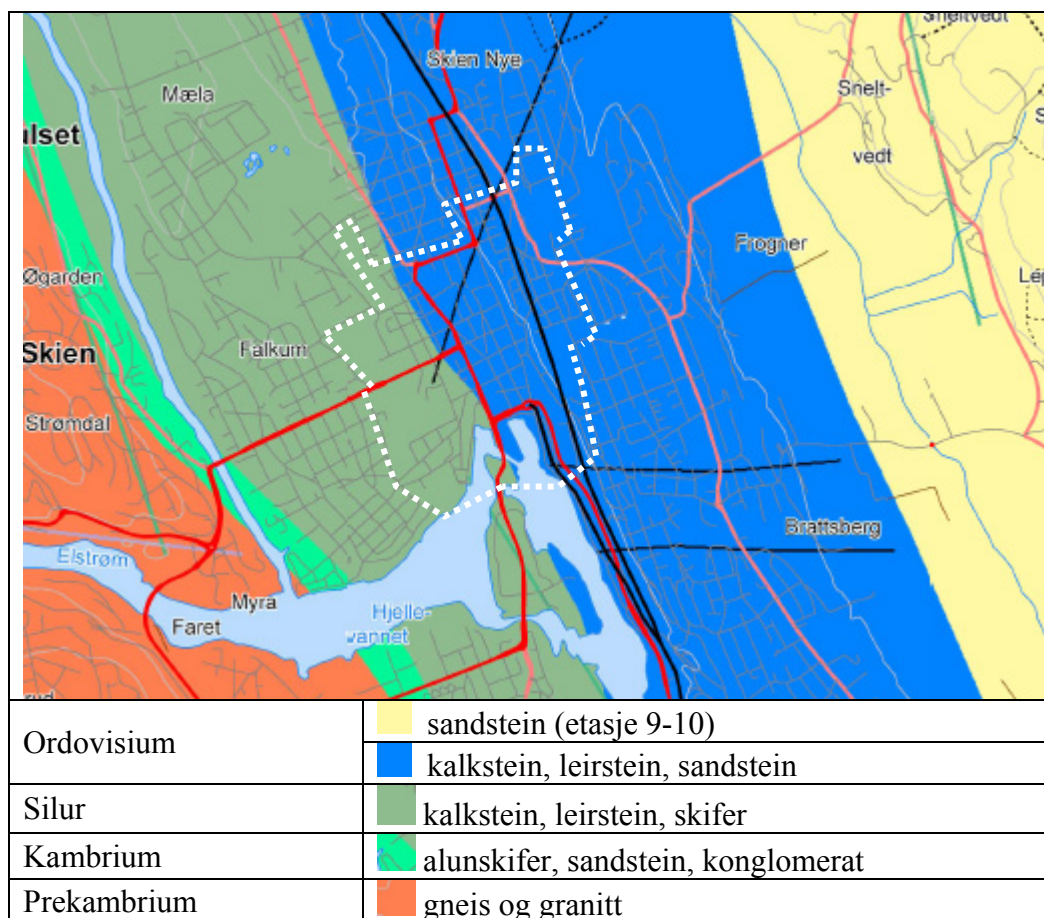 Sneltvedt
Skien Nye
Mæla
Snelt-
vedt
ulset
Frogner
Øgarden
Skien
Falkum
Strømdal
Brattsberg
Elstrøm
Myra
Faret
Hjelle-
vannet
Ordovisium
sandstein (etasje 9-10)
kalkstein, leirstein, sandstein
Silur
kalkstein, leirstein, skifer
Kambrium
alunskifer, sandstein, konglomerat
Prekambrium
gneis og granitt